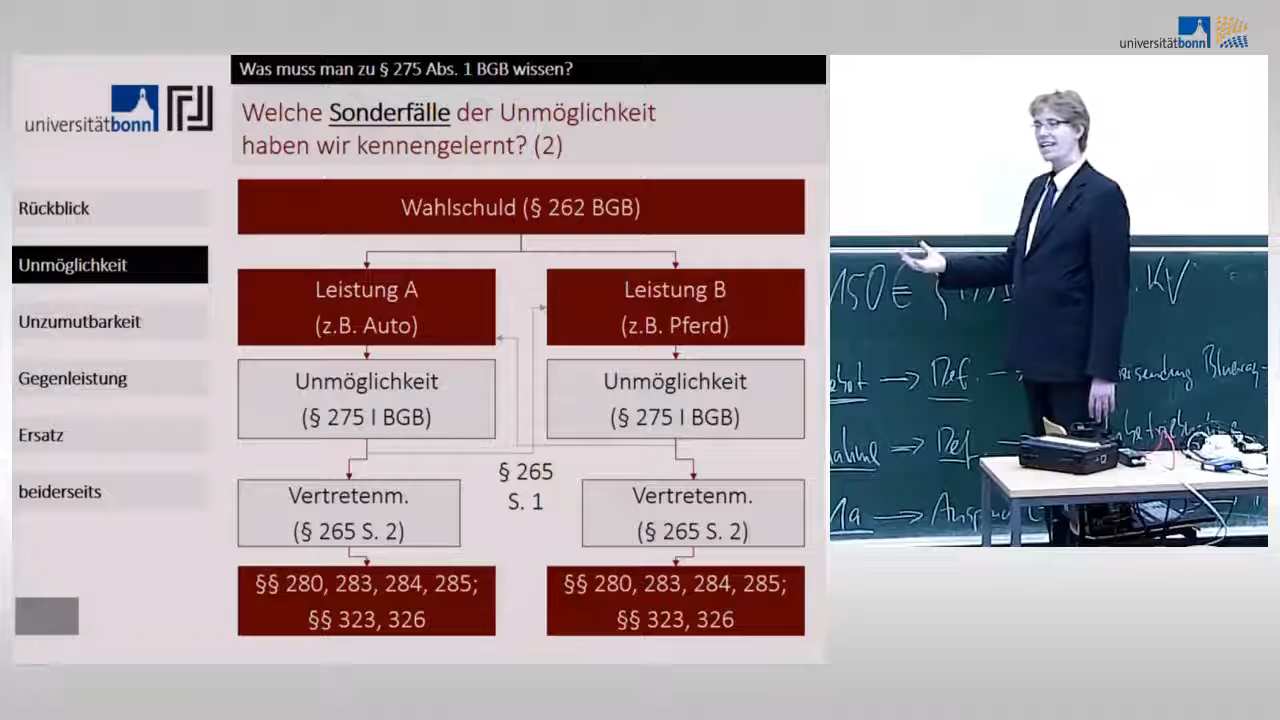 universitätbonn
Was muss man zu § 275 Abs. 1 BGB wissen?
universitätbonn
Welche Sonderfälle der Unmöglichkeit
haben wir kennengelernt? (2)
Rückblick
Unmöglichkeit
Unzumutbarkeit
Gegenleistung
Ersatz
beiderseits
Wahlschuld (§ 262 BGB)
Leistung A
(z.B. Auto)
Leistung B
(z.B. Pferd)
Unmöglichkeit
(§ 275 I BGB)
Unmöglichkeit
(§ 275 I BGB)
§ 265
S. 1
Vertretenm.
(§ 265 S. 2)
Vertretenm.
(§ 265 S. 2)
§§ 280, 283, 284, 285;
§§ 323, 326
§§ 280, 283, 284, 285;
§§ 323, 326
150 € KV
→ Def. →
→ Def
→